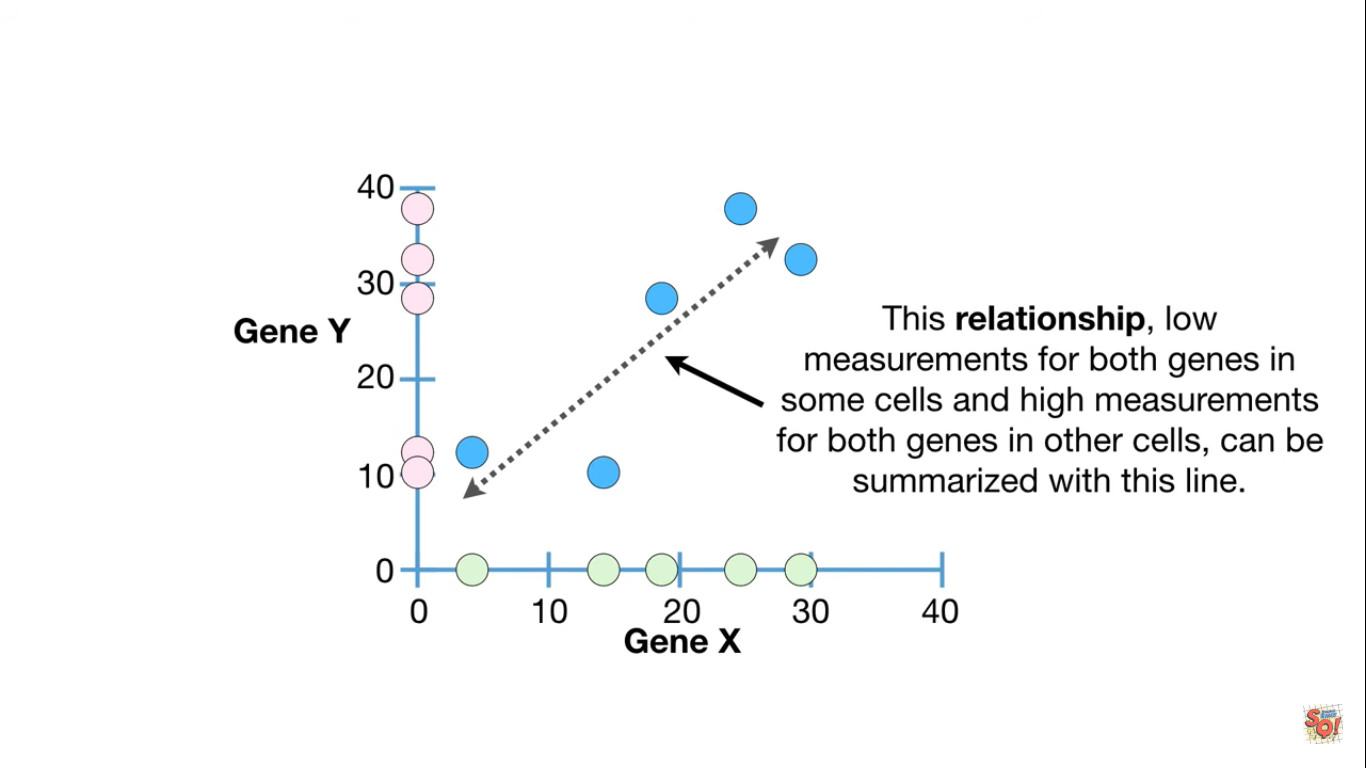 40
30
Gene Y
20
10
0
0 10 20 30 40
Gene X
This relationship, low
measurements for both genes in
some cells and high measurements
for both genes in other cells, can be
summarized with this line.
SQ!